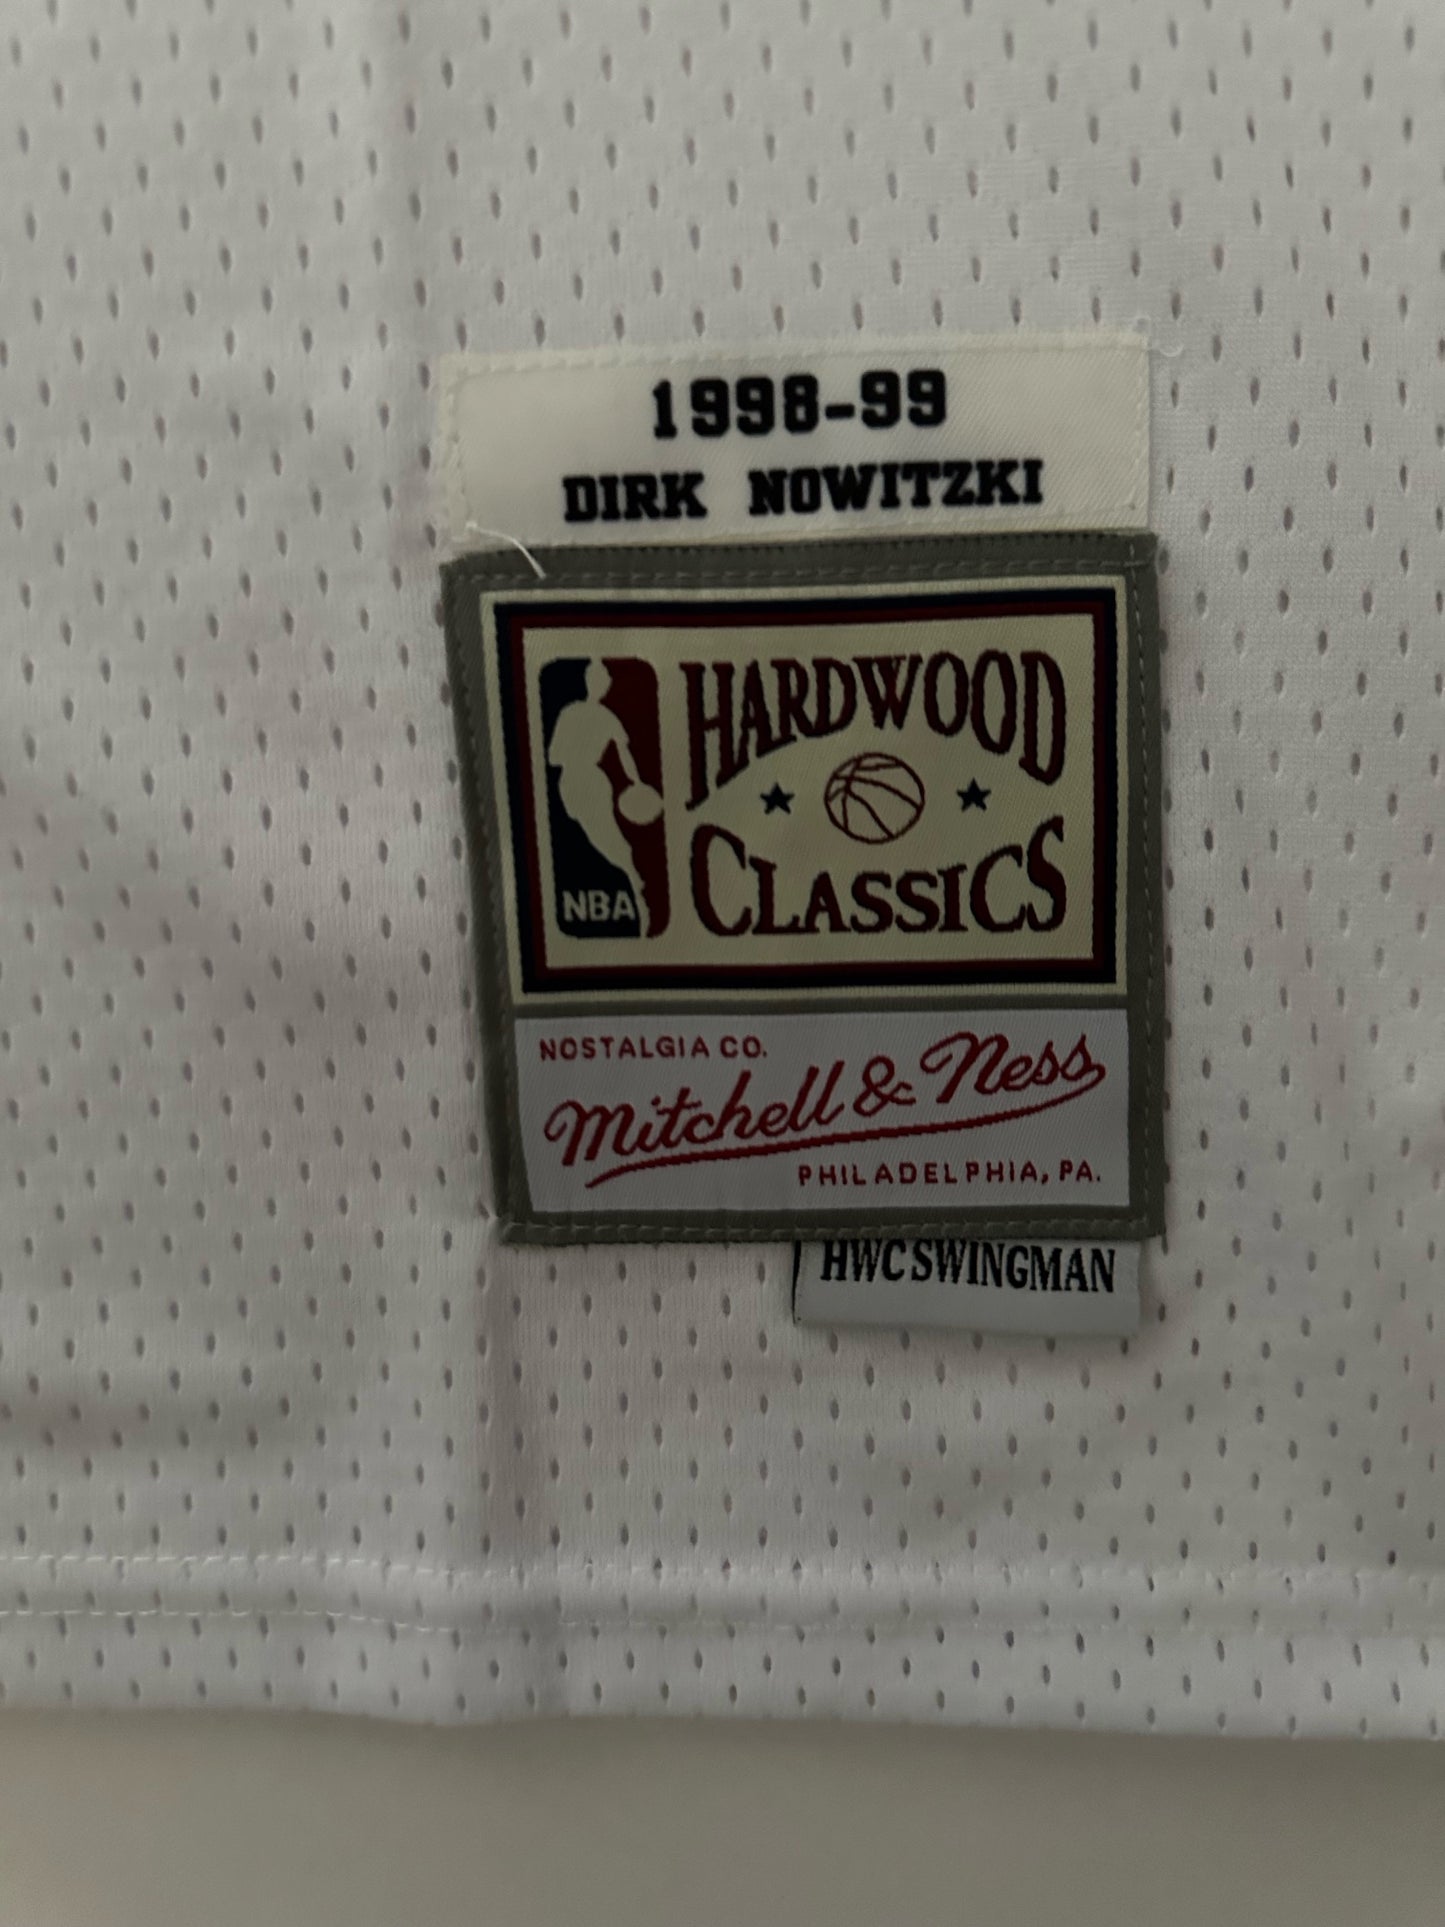 1998-99
DIRK NOWITZKI
HARDWOOD
CLASSICS
NBA
NOSTALGIA CO.
Mitchell & Ness
PHILADELPHIA, PA.
HWC SWINGMAN